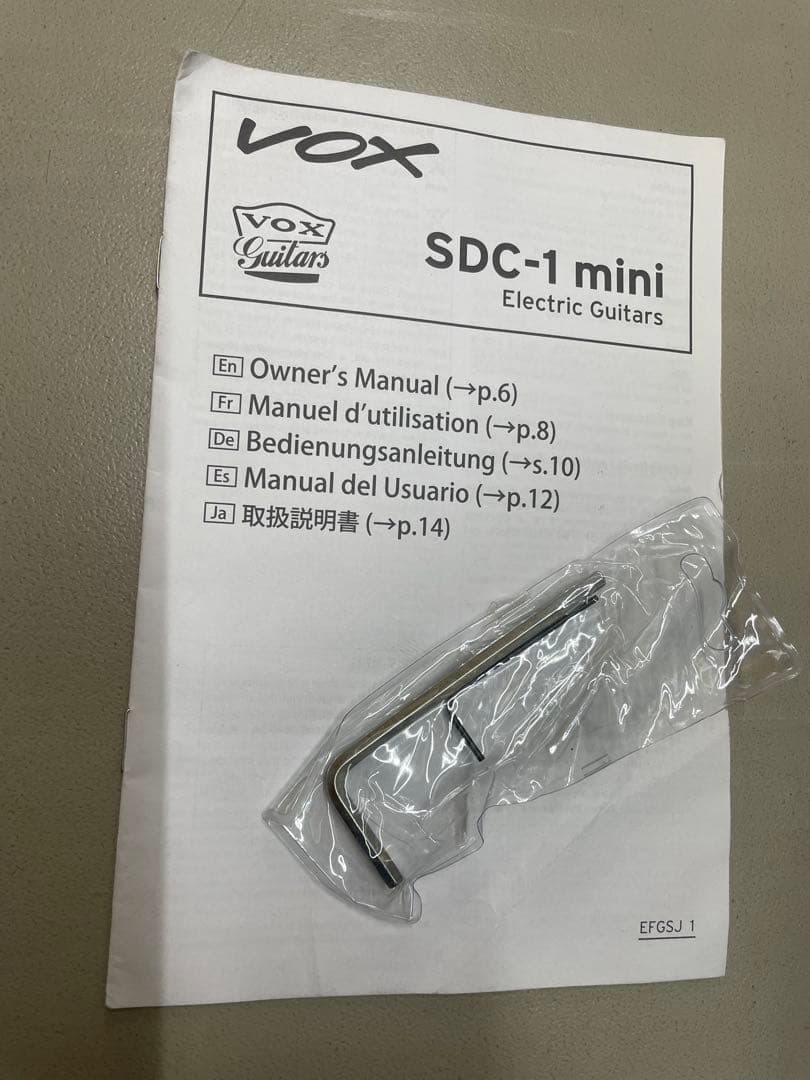 VOX
VOX
Guitars
SDC-1 mini
Electric Guitars
En Owner's Manual (→p.6)
Fr Manuel d'utilisation (→p.8)
De Bedienungsanleitung (→s.10)
Es Manual del Usuario (→p.12)
Ja 取扱説明書 (→p.14)
EFGSJ 1